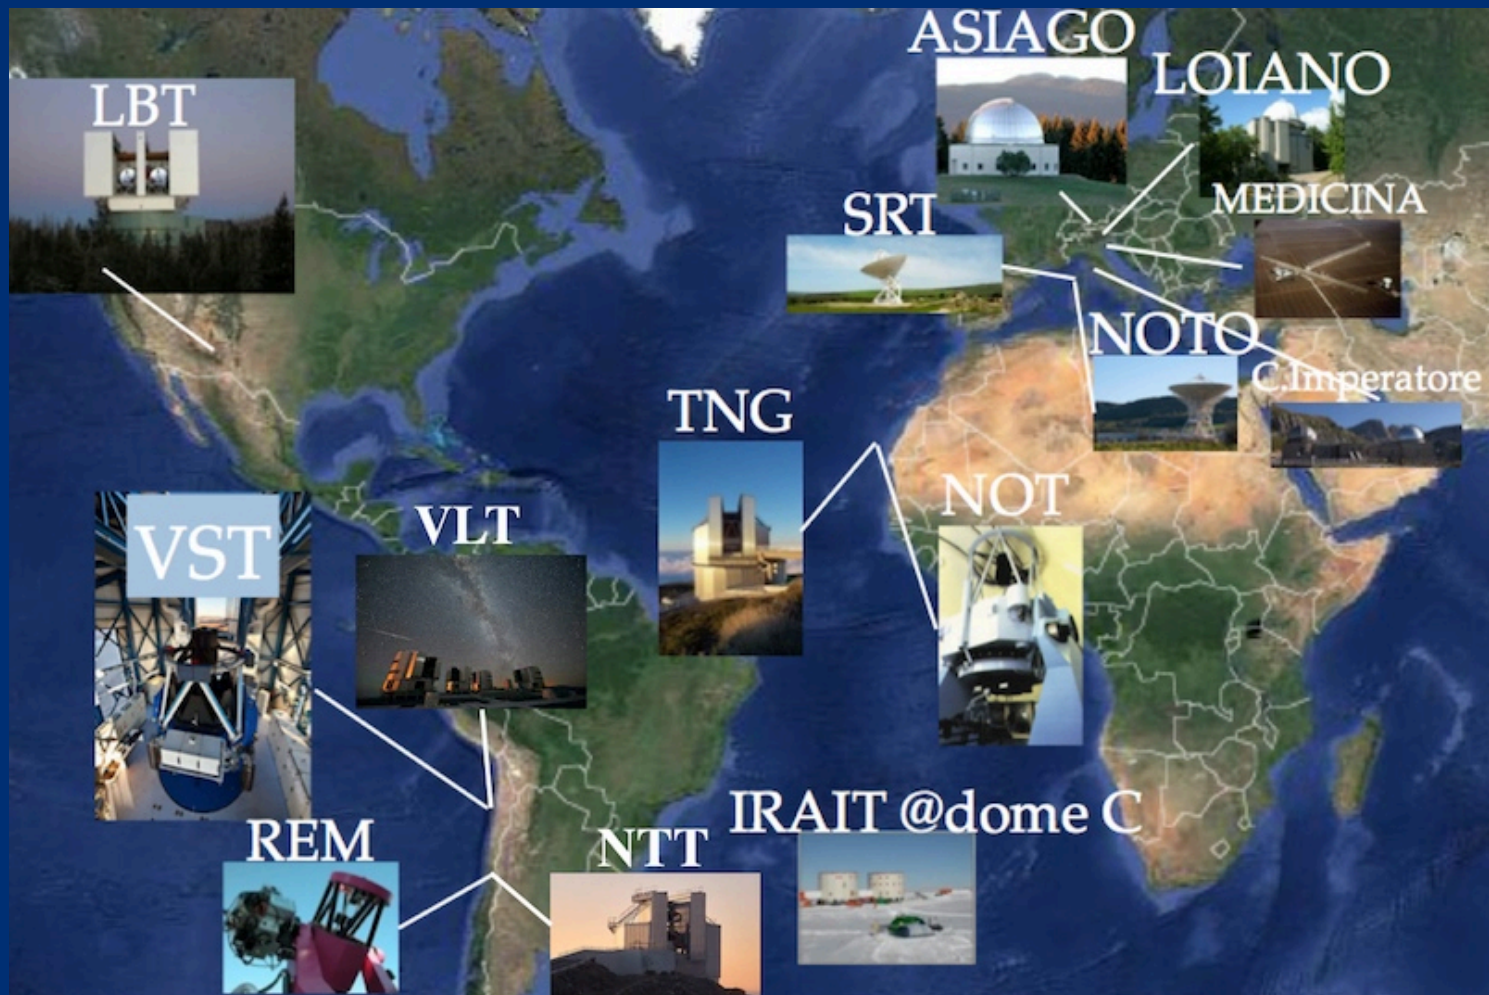 ASIAGO
LOIANO
LBT
SRT
MEDICINA
NOTO
C.Imperatore
TNG
NOT
VLT
VST
IRAIT @dome C
REM
NTT